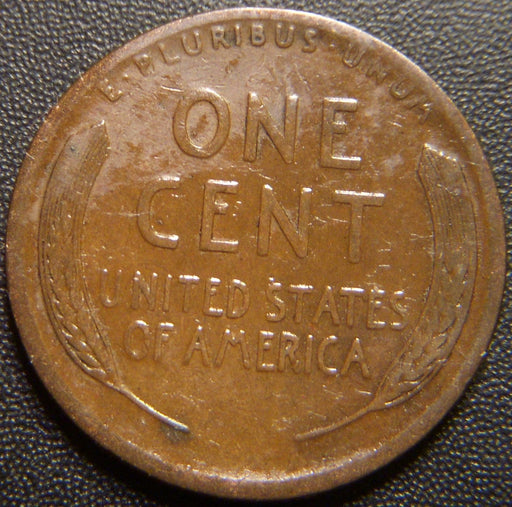 E·PLURIBUS·UNUM
ONE
CENT
UNITED STATES
OF AMERICA